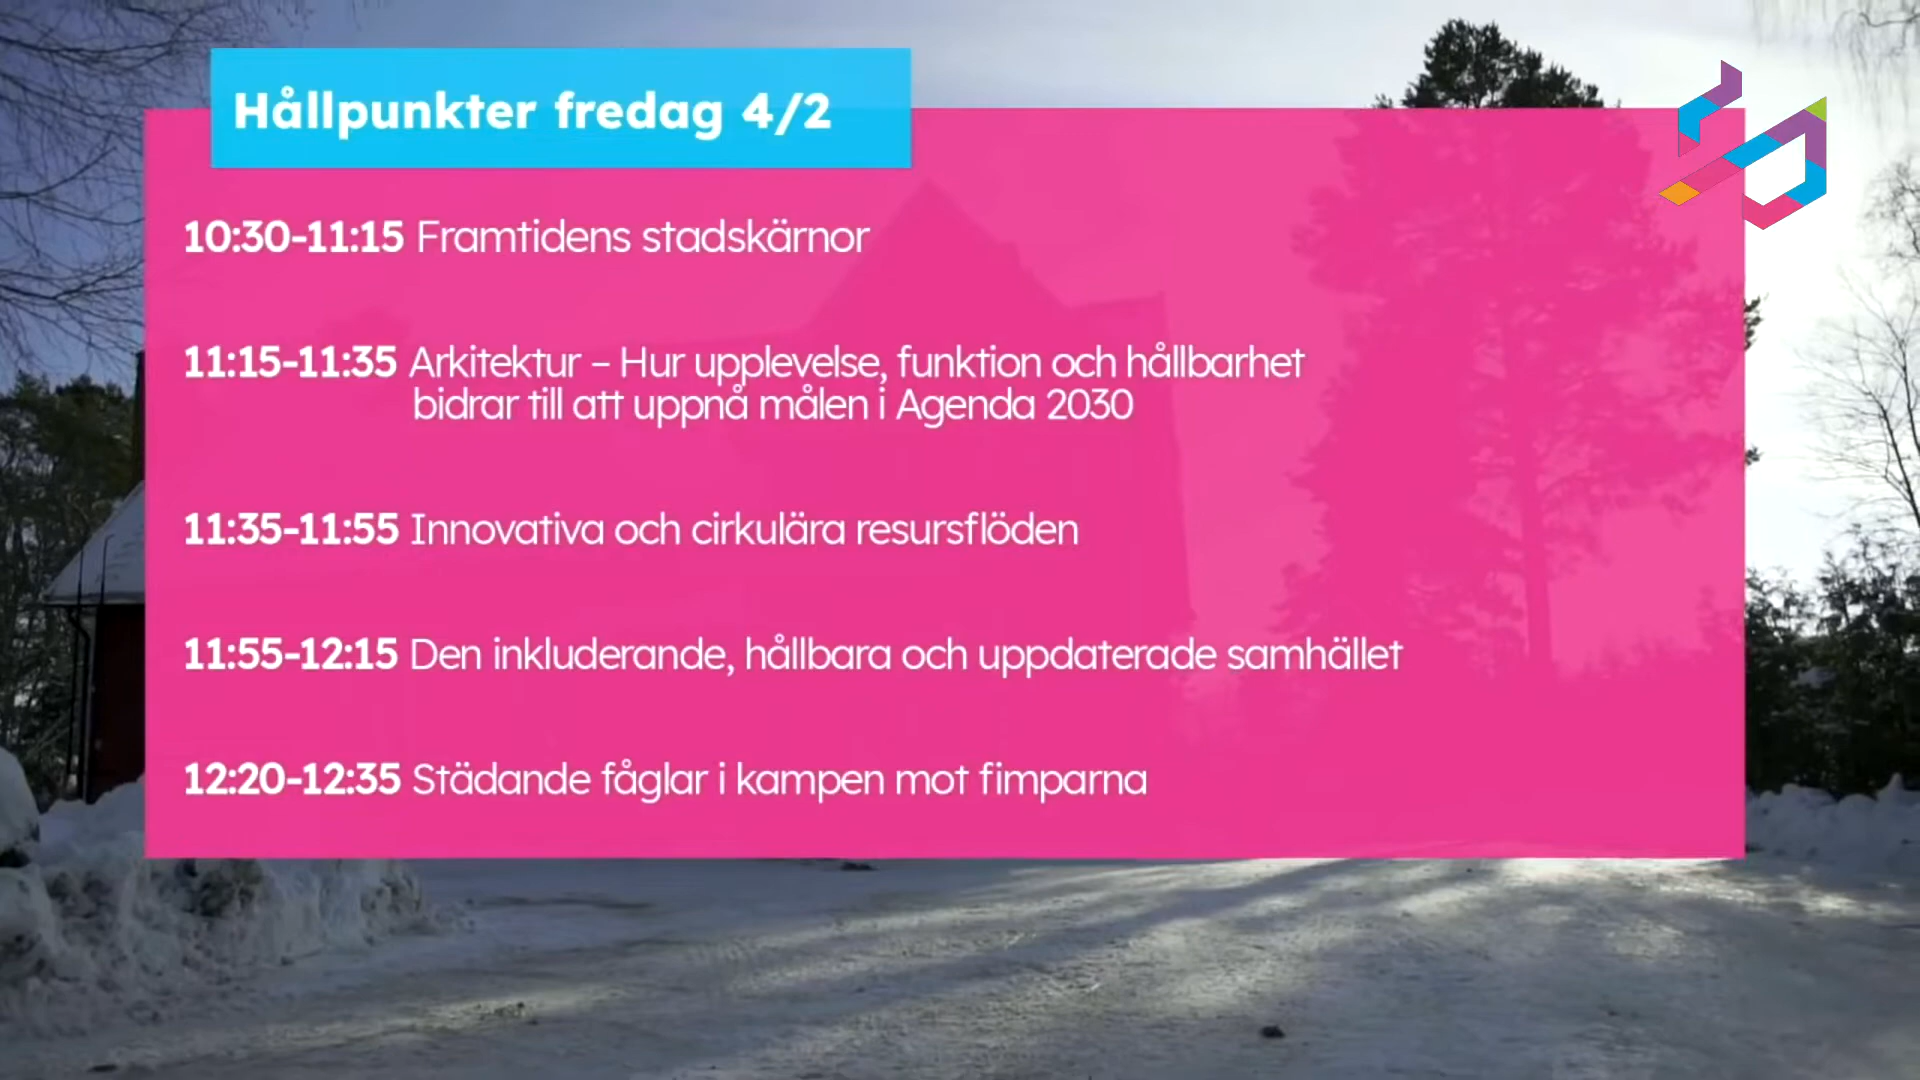 Hållpunkter fredag 4/2
10:30-11:15 Framtidens stadskärnor
11:15-11:35 Arkitektur – Hur upplevelse, funktion och hållbarhet
bidrar till att uppnå målen i Agenda 2030
11:35-11:55 Innovativa och cirkulära resursflöden
11:55-12:15 Den inkluderande, hållbara och uppdaterade samhället
12:20-12:35 Städande fåglar i kampen mot fimparna